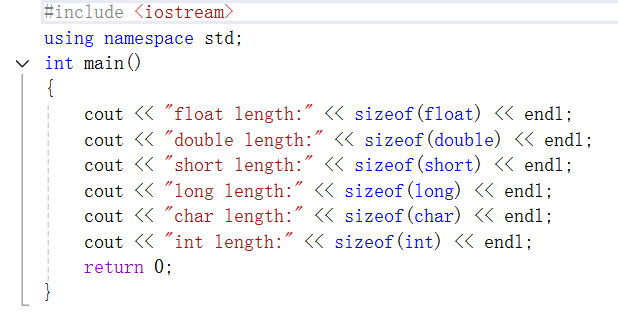 #include <iostream>
using namespace std;
int main()
{
    cout << "float length:" << sizeof(float) << endl;
    cout << "double length:" << sizeof(double) << endl;
    cout << "short length:" << sizeof(short) << endl;
    cout << "long length:" << sizeof(long) << endl;
    cout << "char length:" << sizeof(char) << endl;
    cout << "int length:" << sizeof(int) << endl;
    return 0;
}